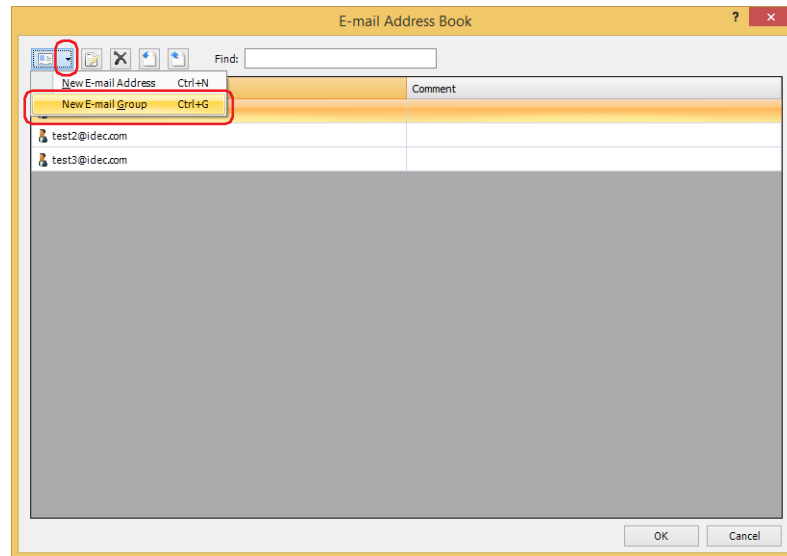 E-mail Address Book
?
Find:
New E-mail Address Ctrl+N
Comment
New E-mail Group Ctrl+G
test2@idec.com
test3@idec.com
OK Cancel